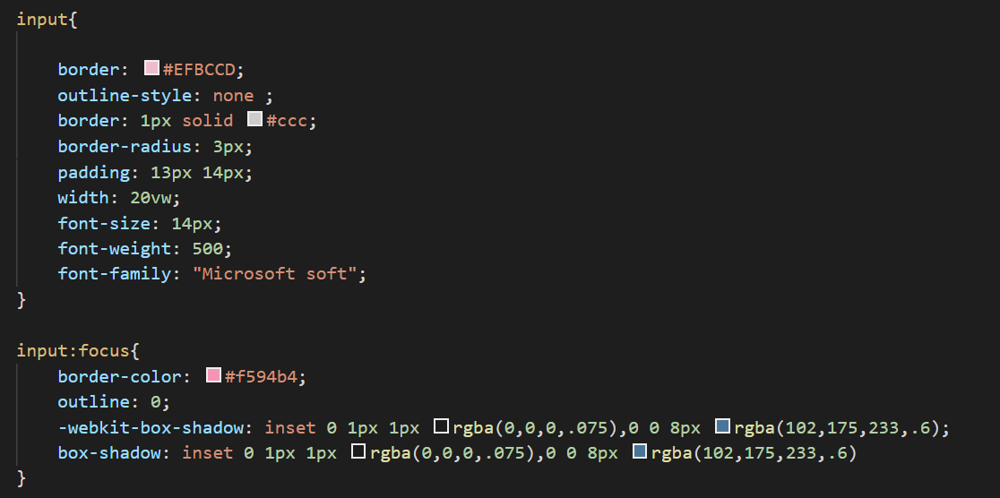 input{
border: #EFBCCD;
outline-style: none ;
border: 1px solid #ccc;
border-radius: 3px;
padding: 13px 14px;
width: 20vw;
font-size: 14px;
font-weight: 500;
font-family: "Microsoft soft";
}
input:focus{
border-color: #f594b4;
outline: 0;
-webkit-box-shadow: inset 0 1px 1px rgba(0,0,0,.075),0 0 8px rgba(102,175,233,.6);
box-shadow: inset 0 1px 1px rgba(0,0,0,.075),0 0 8px rgba(102,175,233,.6)
}